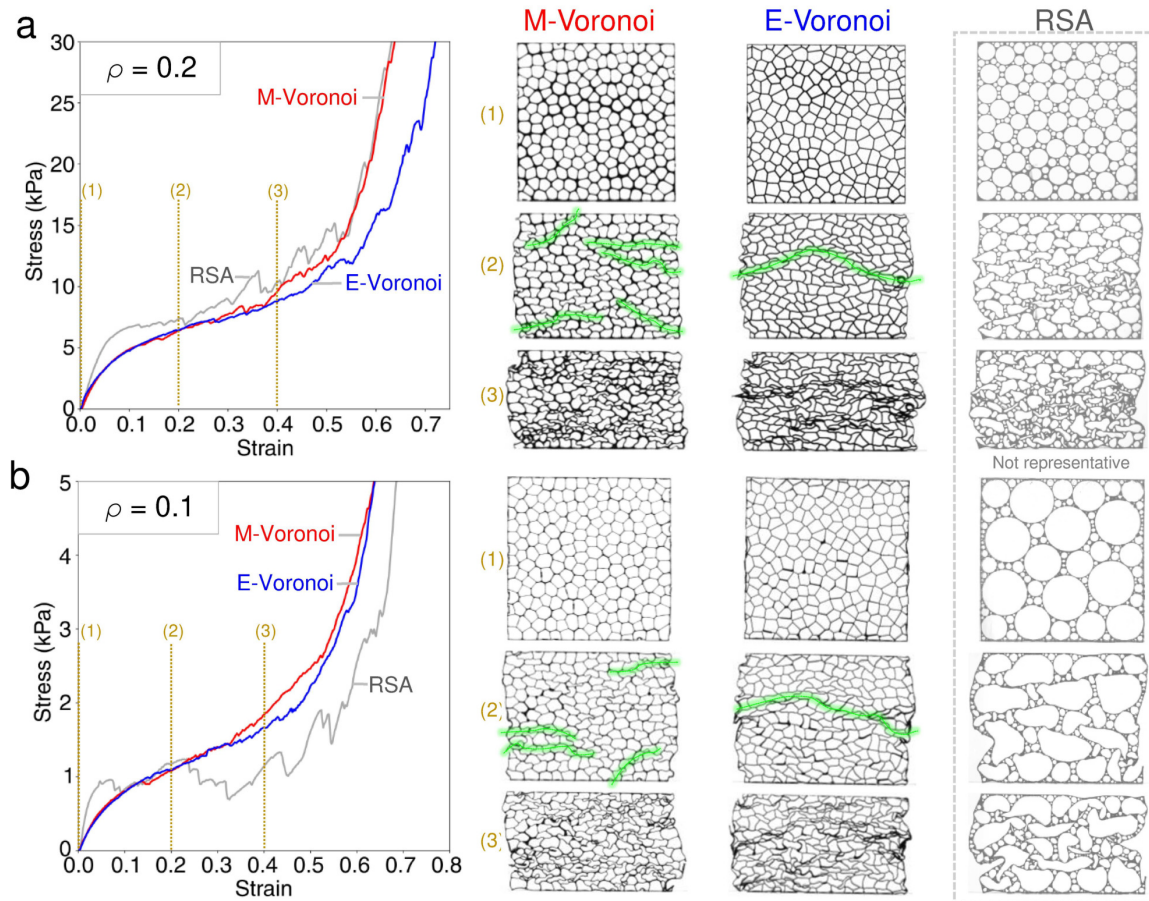 a
M-Voronoi
E-Voronoi
RSA
ρ = 0.2
30
25
20
15
10
5
0
Stress (kPa)
M-Voronoi
RSA
E-Voronoi
(1)
(2)
(3)
0.0
0.1
0.2
0.3
0.4
0.5
0.6
0.7
Strain
(1)
(2)
(3)
Not representative
b
ρ = 0.1
5
4
3
2
1
0
Stress (kPa)
M-Voronoi
E-Voronoi
RSA
(1)
(2)
(3)
0.0
0.1
0.2
0.3
0.4
0.5
0.6
0.7
0.8
Strain
(1)
(2)
(3)